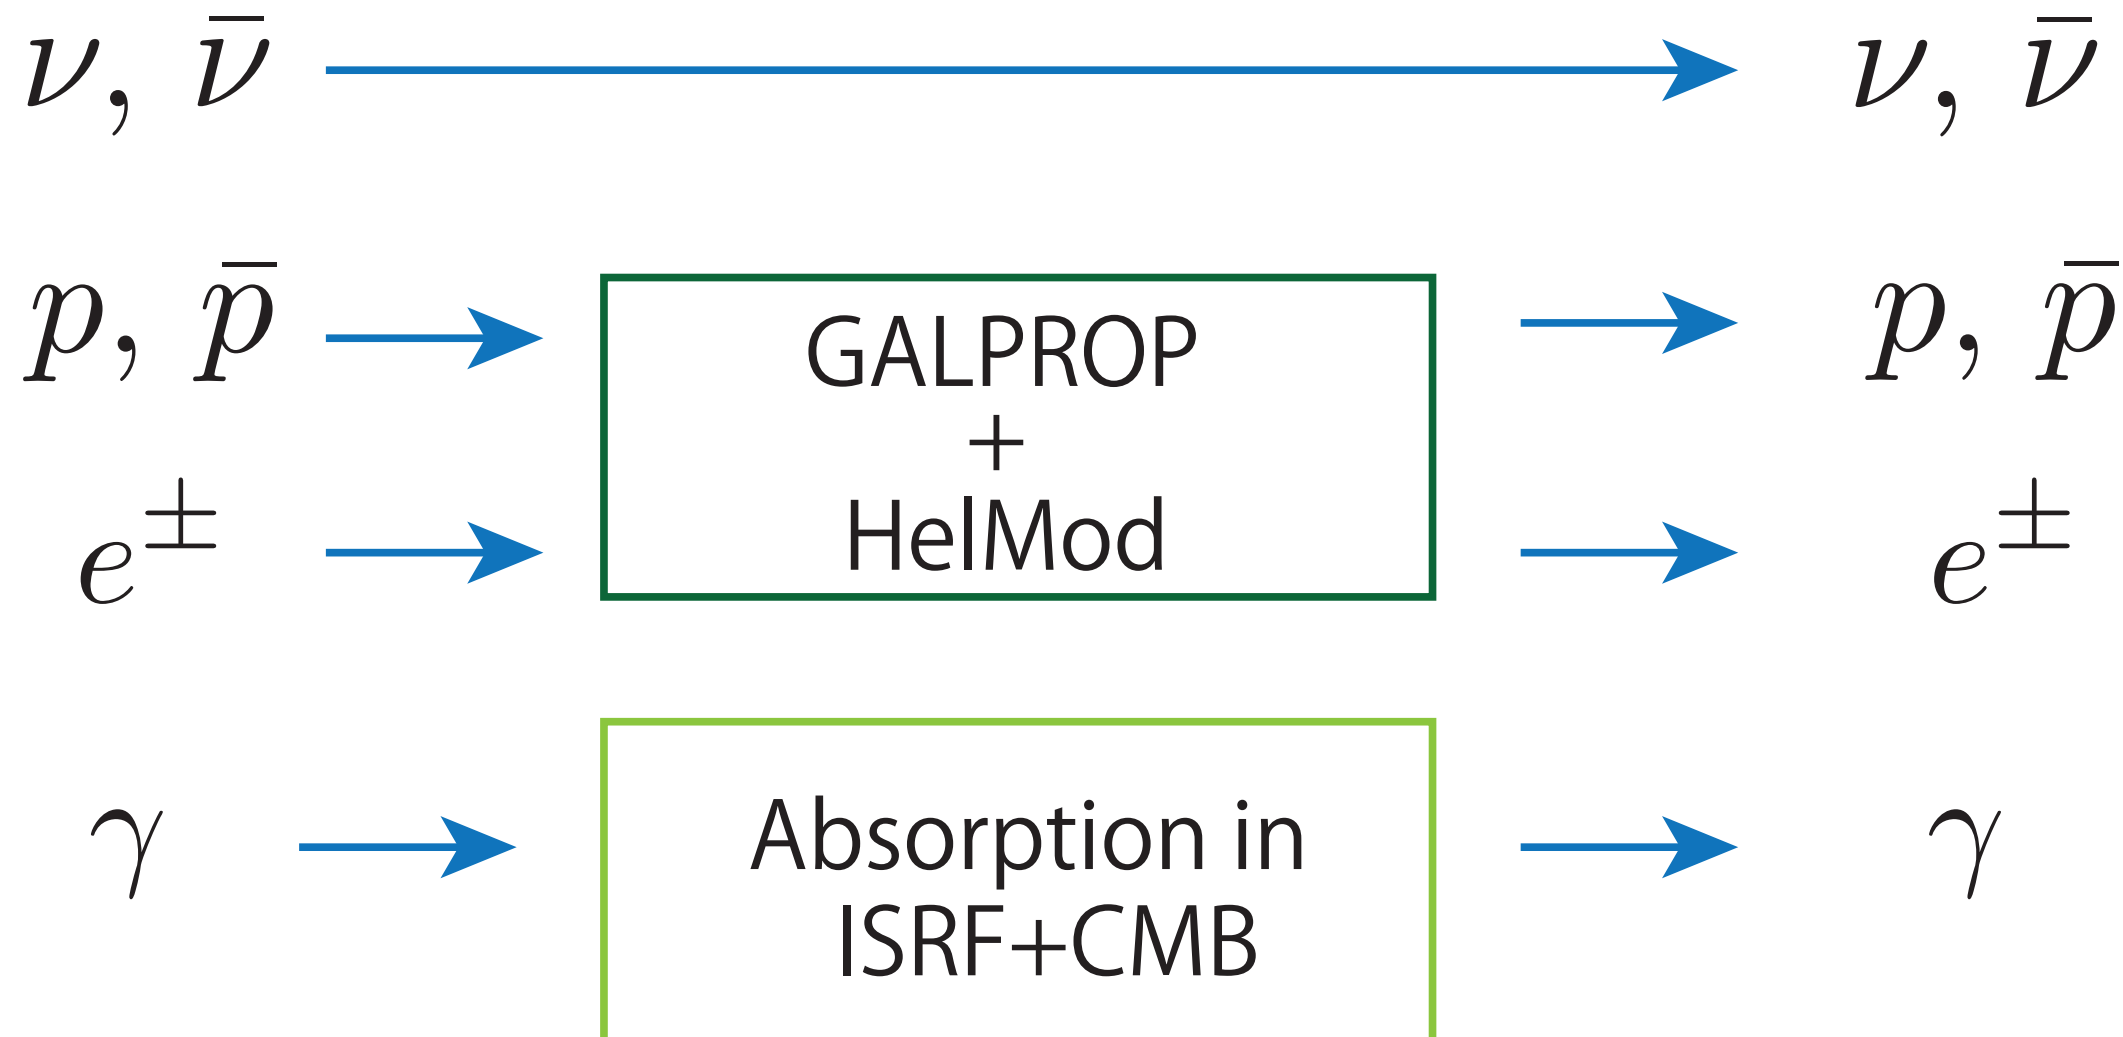 ν, ν̅ ν, ν̅
p, p̅ GALPROP p, p̅
+
e± HelMod e±
γ Absorption in γ
ISRF+CMB